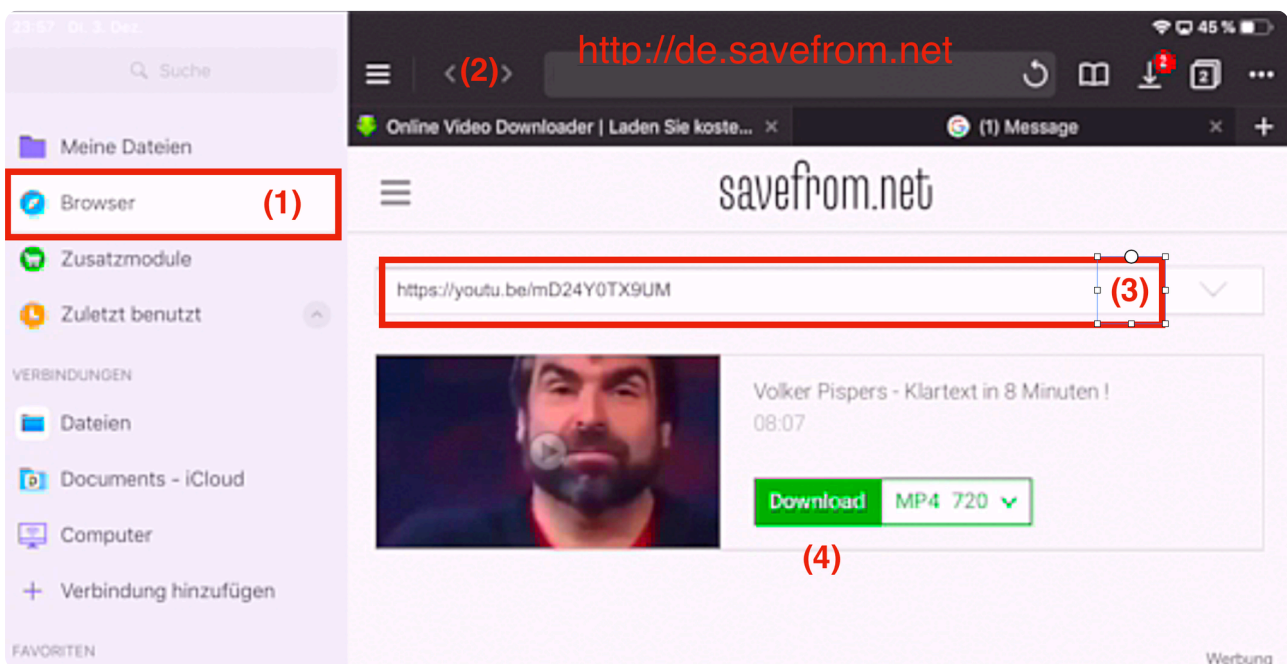 23:57 Di. 3. Dez.
45 %
Suche
(2)
http://de.savefrom.net
2
2
Online Video Downloader | Laden Sie koste... ×
(1) Message ×
Meine Dateien
Browser (1)
Zusatzmodule
Zuletzt benutzt
VERBINDUNGEN
Dateien
Documents - iCloud
Computer
Verbindung hinzufügen
FAVORITEN
savefrom.net
https://youtu.be/mD24Y0TX9UM
(3)
Volker Pispers - Klartext in 8 Minuten !
08:07
Download MP4 720
(4)
Werbung